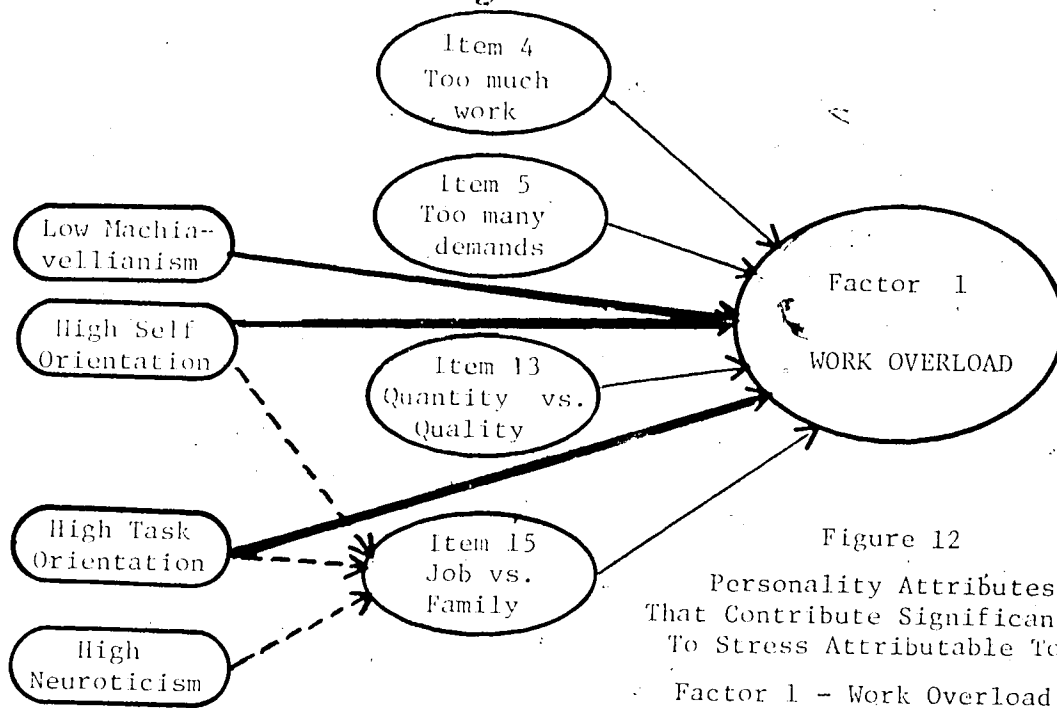 Item 4
Too much
work
Item 5
Too many
demands
Low Machia-
vellianism
High Self
Orientation
Factor 1
WORK OVERLOAD
Item 13
Quantity vs.
Quality
High Task
Orientation
Item 15
Job vs.
Family
High
Neuroticism
Figure 12
Personality Attributes
That Contribute Significan
To Stress Attributable To
Factor 1 - Work Overload